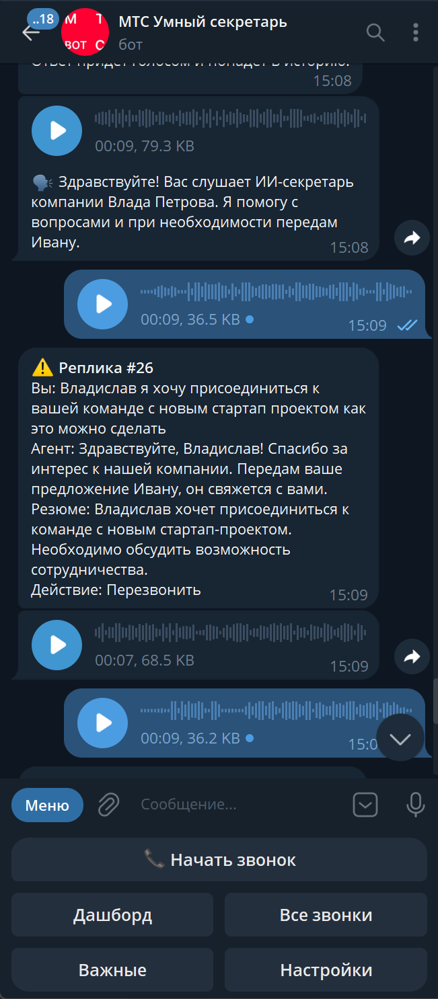 ..18
МТС Умный секретарь
М Т
ВОТ С
бот
Ответ придёт голосом и попадёт в историю.
15:08
00:09, 79.3 KB
Здравствуйте! Вас слушает ИИ-секретарь
компании Влада Петрова. Я помогу с
вопросами и при необходимости передам
Ивану.
15:08
00:09, 36.5 KB
15:09
Реплика #26
Вы: Владислав я хочу присоединиться к
вашей команде с новым стартап проектом как
это можно сделать
Агент: Здравствуйте, Владислав! Спасибо за
интерес к нашей компании. Передам ваше
предложение Ивану, он свяжется с вами.
Резюме: Владислав хочет присоединиться к
команде с новым стартап-проектом.
Необходимо обсудить возможность
сотрудничества.
Действие: Перезвонить
15:09
00:07, 68.5 KB
15:09
00:09, 36.2 KB
15:0
Меню
Сообщение...
Начать звонок
Дашборд
Все звонки
Важные
Настройки